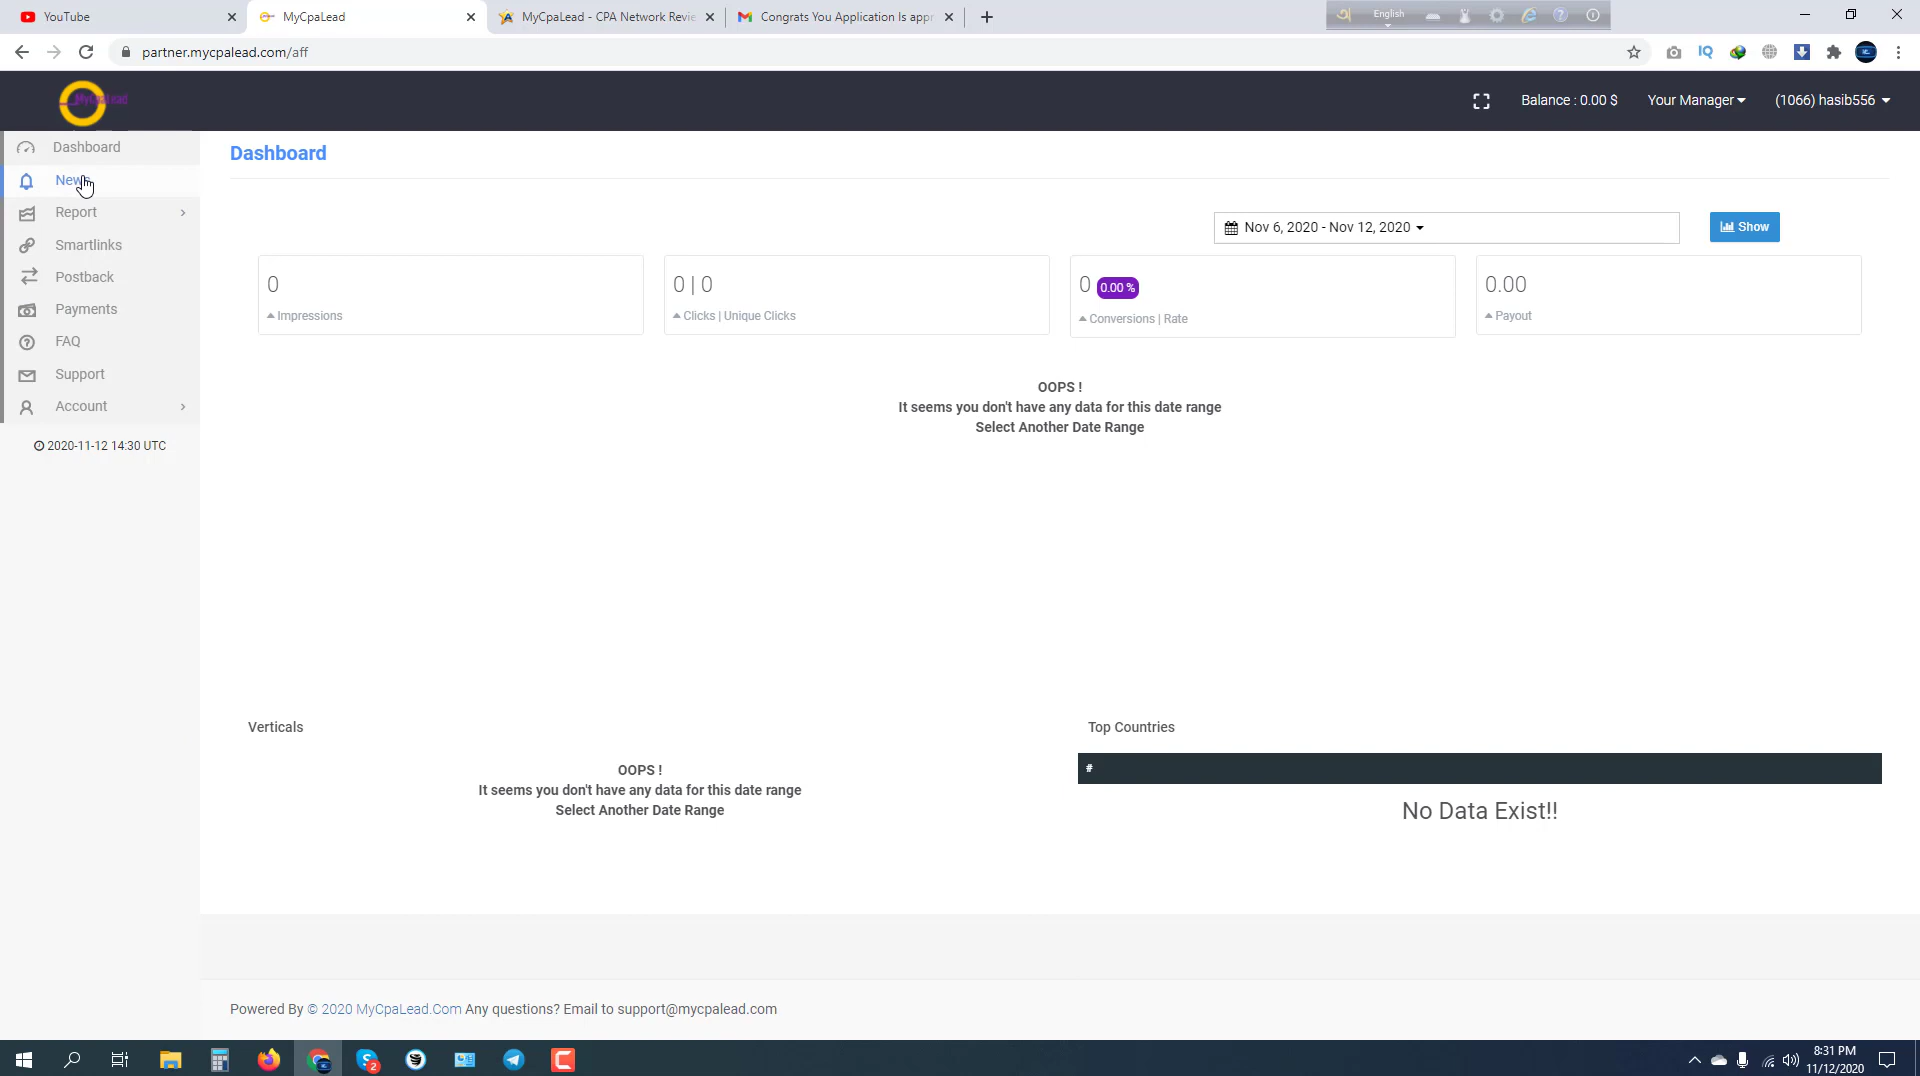 YouTube
MyCpaLead
MyCpaLead - CPA Network Revie
Congrats You Application Is appr
English
partner.mycpalead.com/aff
IQ
MyCpaLead
Balance : 0.00 $
Your Manager
(1066) hasib556
Dashboard
News
Report
Smartlinks
Postback
Payments
FAQ
Support
Account
2020-11-12 14:30 UTC
Dashboard
Nov 6, 2020 - Nov 12, 2020
Show
0
Impressions
0 | 0
Clicks | Unique Clicks
0 0.00 %
Conversions | Rate
0.00
Payout
OOPS !
It seems you don't have any data for this date range
Select Another Date Range
Verticals
OOPS !
It seems you don't have any data for this date range
Select Another Date Range
Top Countries
#
No Data Exist!!
Powered By © 2020 MyCpaLead.Com Any questions? Email to support@mycpalead.com
2
8:31 PM
11/12/2020